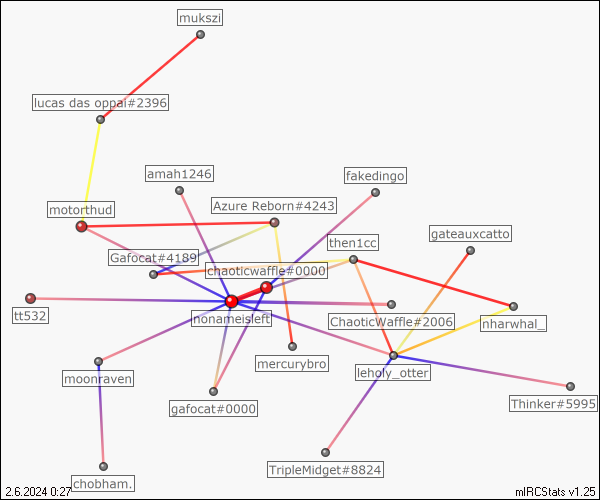 mukszi
lucas das oppai#2396
amah1246
fakedingo
motorthud
Azure Reborn#4243
gateauxcatto
then1cc
Gafocat#4189
chaoticwaffle#0000
tt532
nonameisleft
ChaoticWaffle#2006
nharwhal_
mercurybro
moonraven
leholy_otter
gafocat#0000
Thinker#5995
TripleMidget#8824
chobham.
2.6.2024 0:27
mIRCStats v1.25